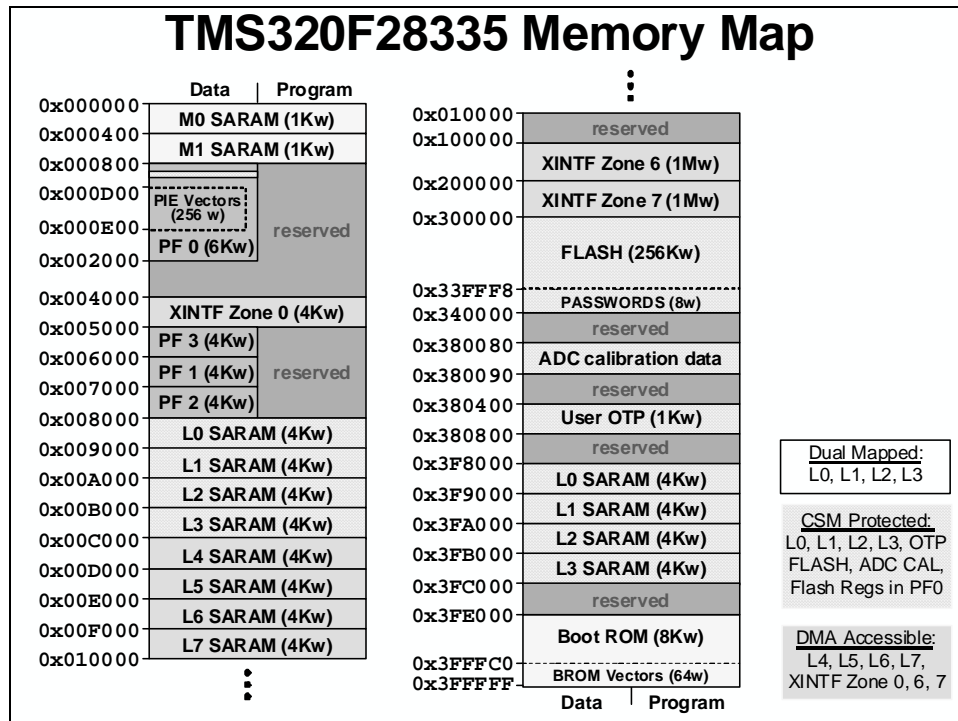 TMS320F28335 Memory Map
Data Program
0x000000
M0 SARAM (1Kw)
0x000400
M1 SARAM (1Kw)
0x000800
0x000D00
PIE Vectors
(256 w)
0x000E00
reserved
PF 0 (6Kw)
0x002000
0x004000
XINTF Zone 0 (4Kw)
0x005000
PF 3 (4Kw)
0x006000
PF 1 (4Kw)
reserved
0x007000
PF 2 (4Kw)
0x008000
L0 SARAM (4Kw)
0x009000
L1 SARAM (4Kw)
0x00A000
L2 SARAM (4Kw)
0x00B000
L3 SARAM (4Kw)
0x00C000
L4 SARAM (4Kw)
0x00D000
L5 SARAM (4Kw)
0x00E000
L6 SARAM (4Kw)
0x00F000
L7 SARAM (4Kw)
0x010000
0x010000
reserved
0x100000
XINTF Zone 6 (1Mw)
0x200000
XINTF Zone 7 (1Mw)
0x300000
FLASH (256Kw)
0x33FFF8
PASSWORDS (8w)
0x340000
reserved
0x380080
ADC calibration data
0x380090
reserved
0x380400
User OTP (1Kw)
0x380800
reserved
0x3F8000
L0 SARAM (4Kw)
0x3F9000
L1 SARAM (4Kw)
0x3FA000
L2 SARAM (4Kw)
0x3FB000
L3 SARAM (4Kw)
0x3FC000
reserved
0x3FE000
Boot ROM (8Kw)
0x3FFFC0
BROM Vectors (64w)
0x3FFFFF
Data Program
Dual Mapped:
L0, L1, L2, L3
CSM Protected:
L0, L1, L2, L3, OTP
FLASH, ADC CAL,
Flash Regs in PF0
DMA Accessible:
L4, L5, L6, L7,
XINTF Zone 0, 6, 7